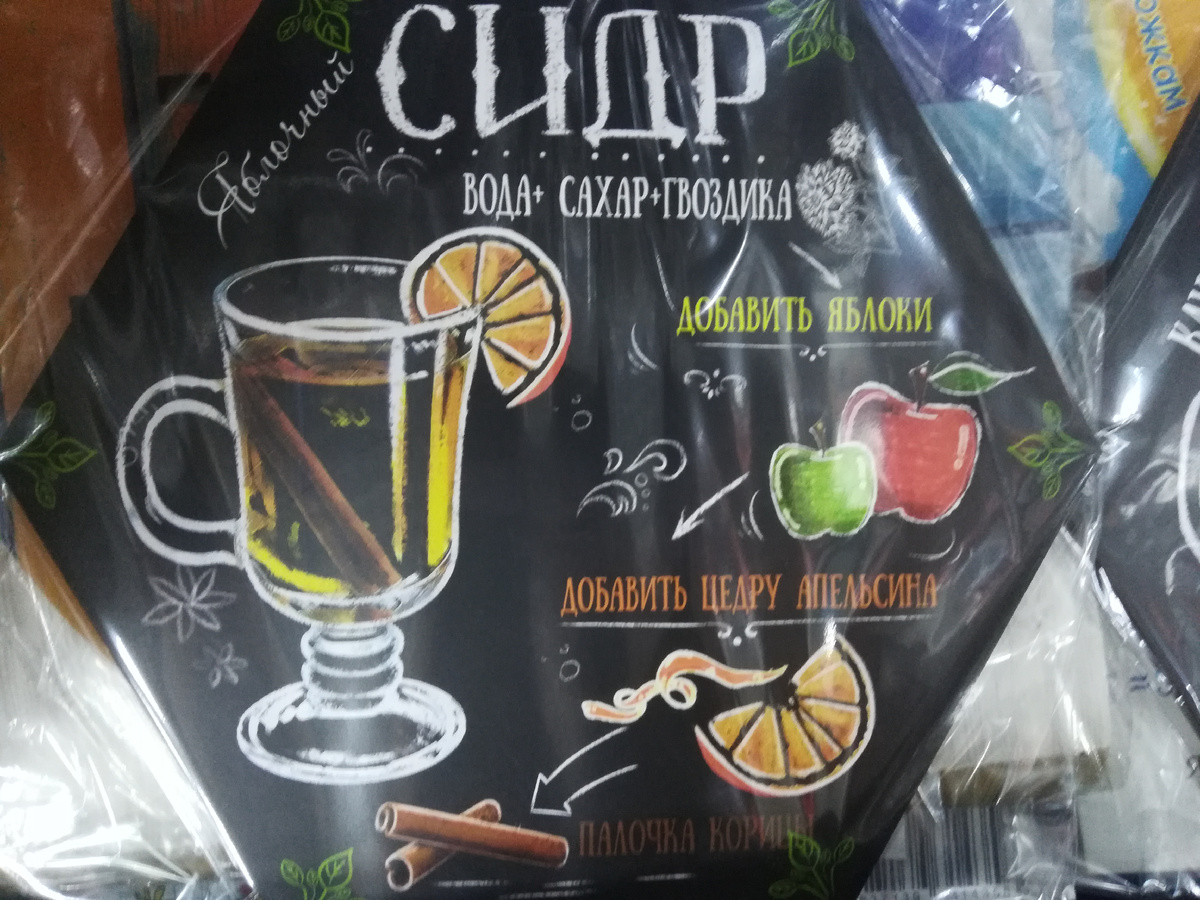 Яблочный
СИДР
ВОДА+ САХАР+ГВОЗДИКА
ДОБАВИТЬ ЯБЛОКИ
ДОБАВИТЬ ЦЕДРУ АПЕЛЬСИНА
ПАЛОЧКА КОРИЦЫ